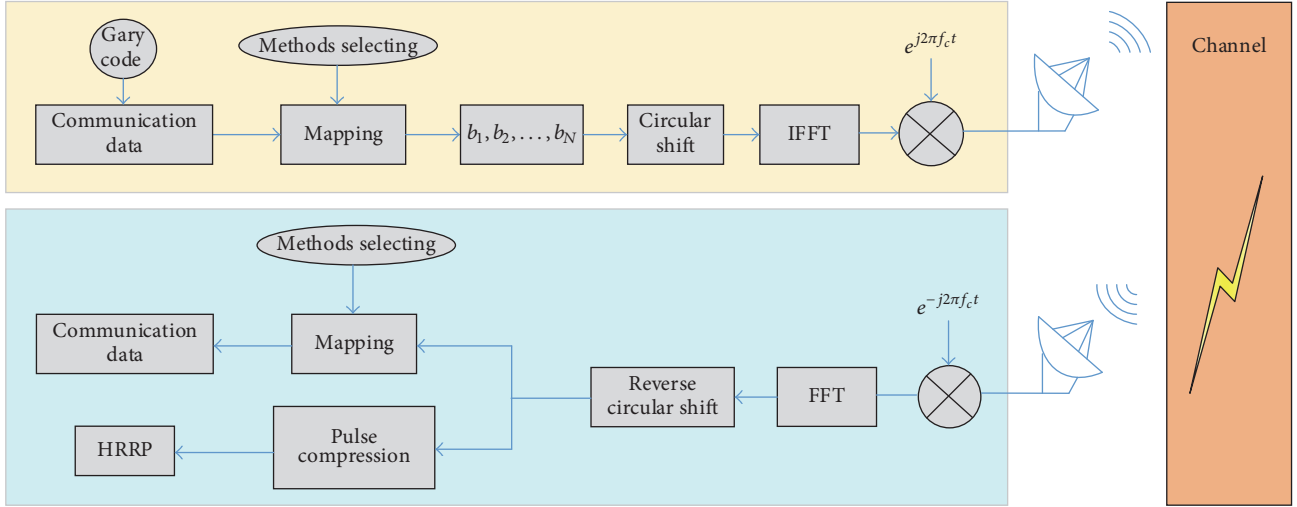 Gary
code
Methods selecting
e^{j2πf_c t}
Channel
Communication
data
Mapping
b_1, b_2, ..., b_N
Circular
shift
IFFT
Methods selecting
e^{-j2πf_c t}
Communication
data
Mapping
Reverse
circular shift
FFT
HRRP
Pulse
compression